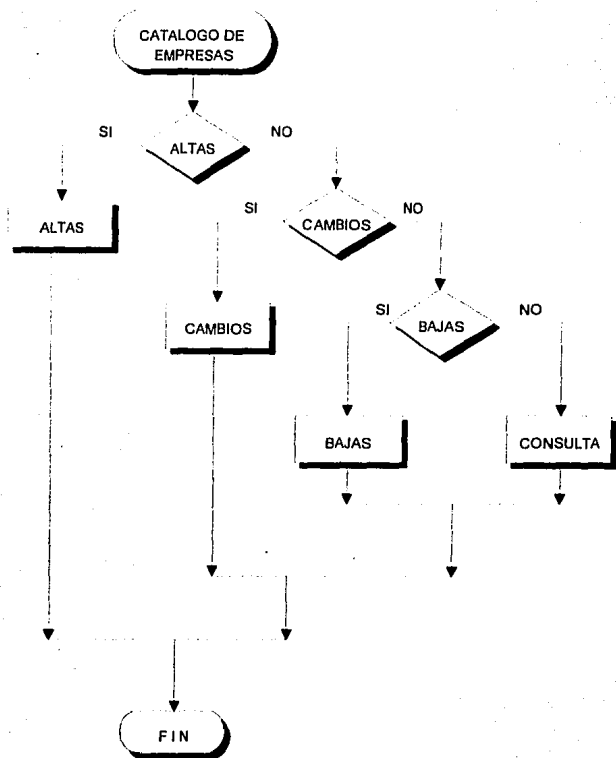 CATALOGO DE
EMPRESAS
SI
ALTAS
NO
ALTAS
SI
CAMBIOS
NO
CAMBIOS
SI
BAJAS
NO
BAJAS
CONSULTA
FIN